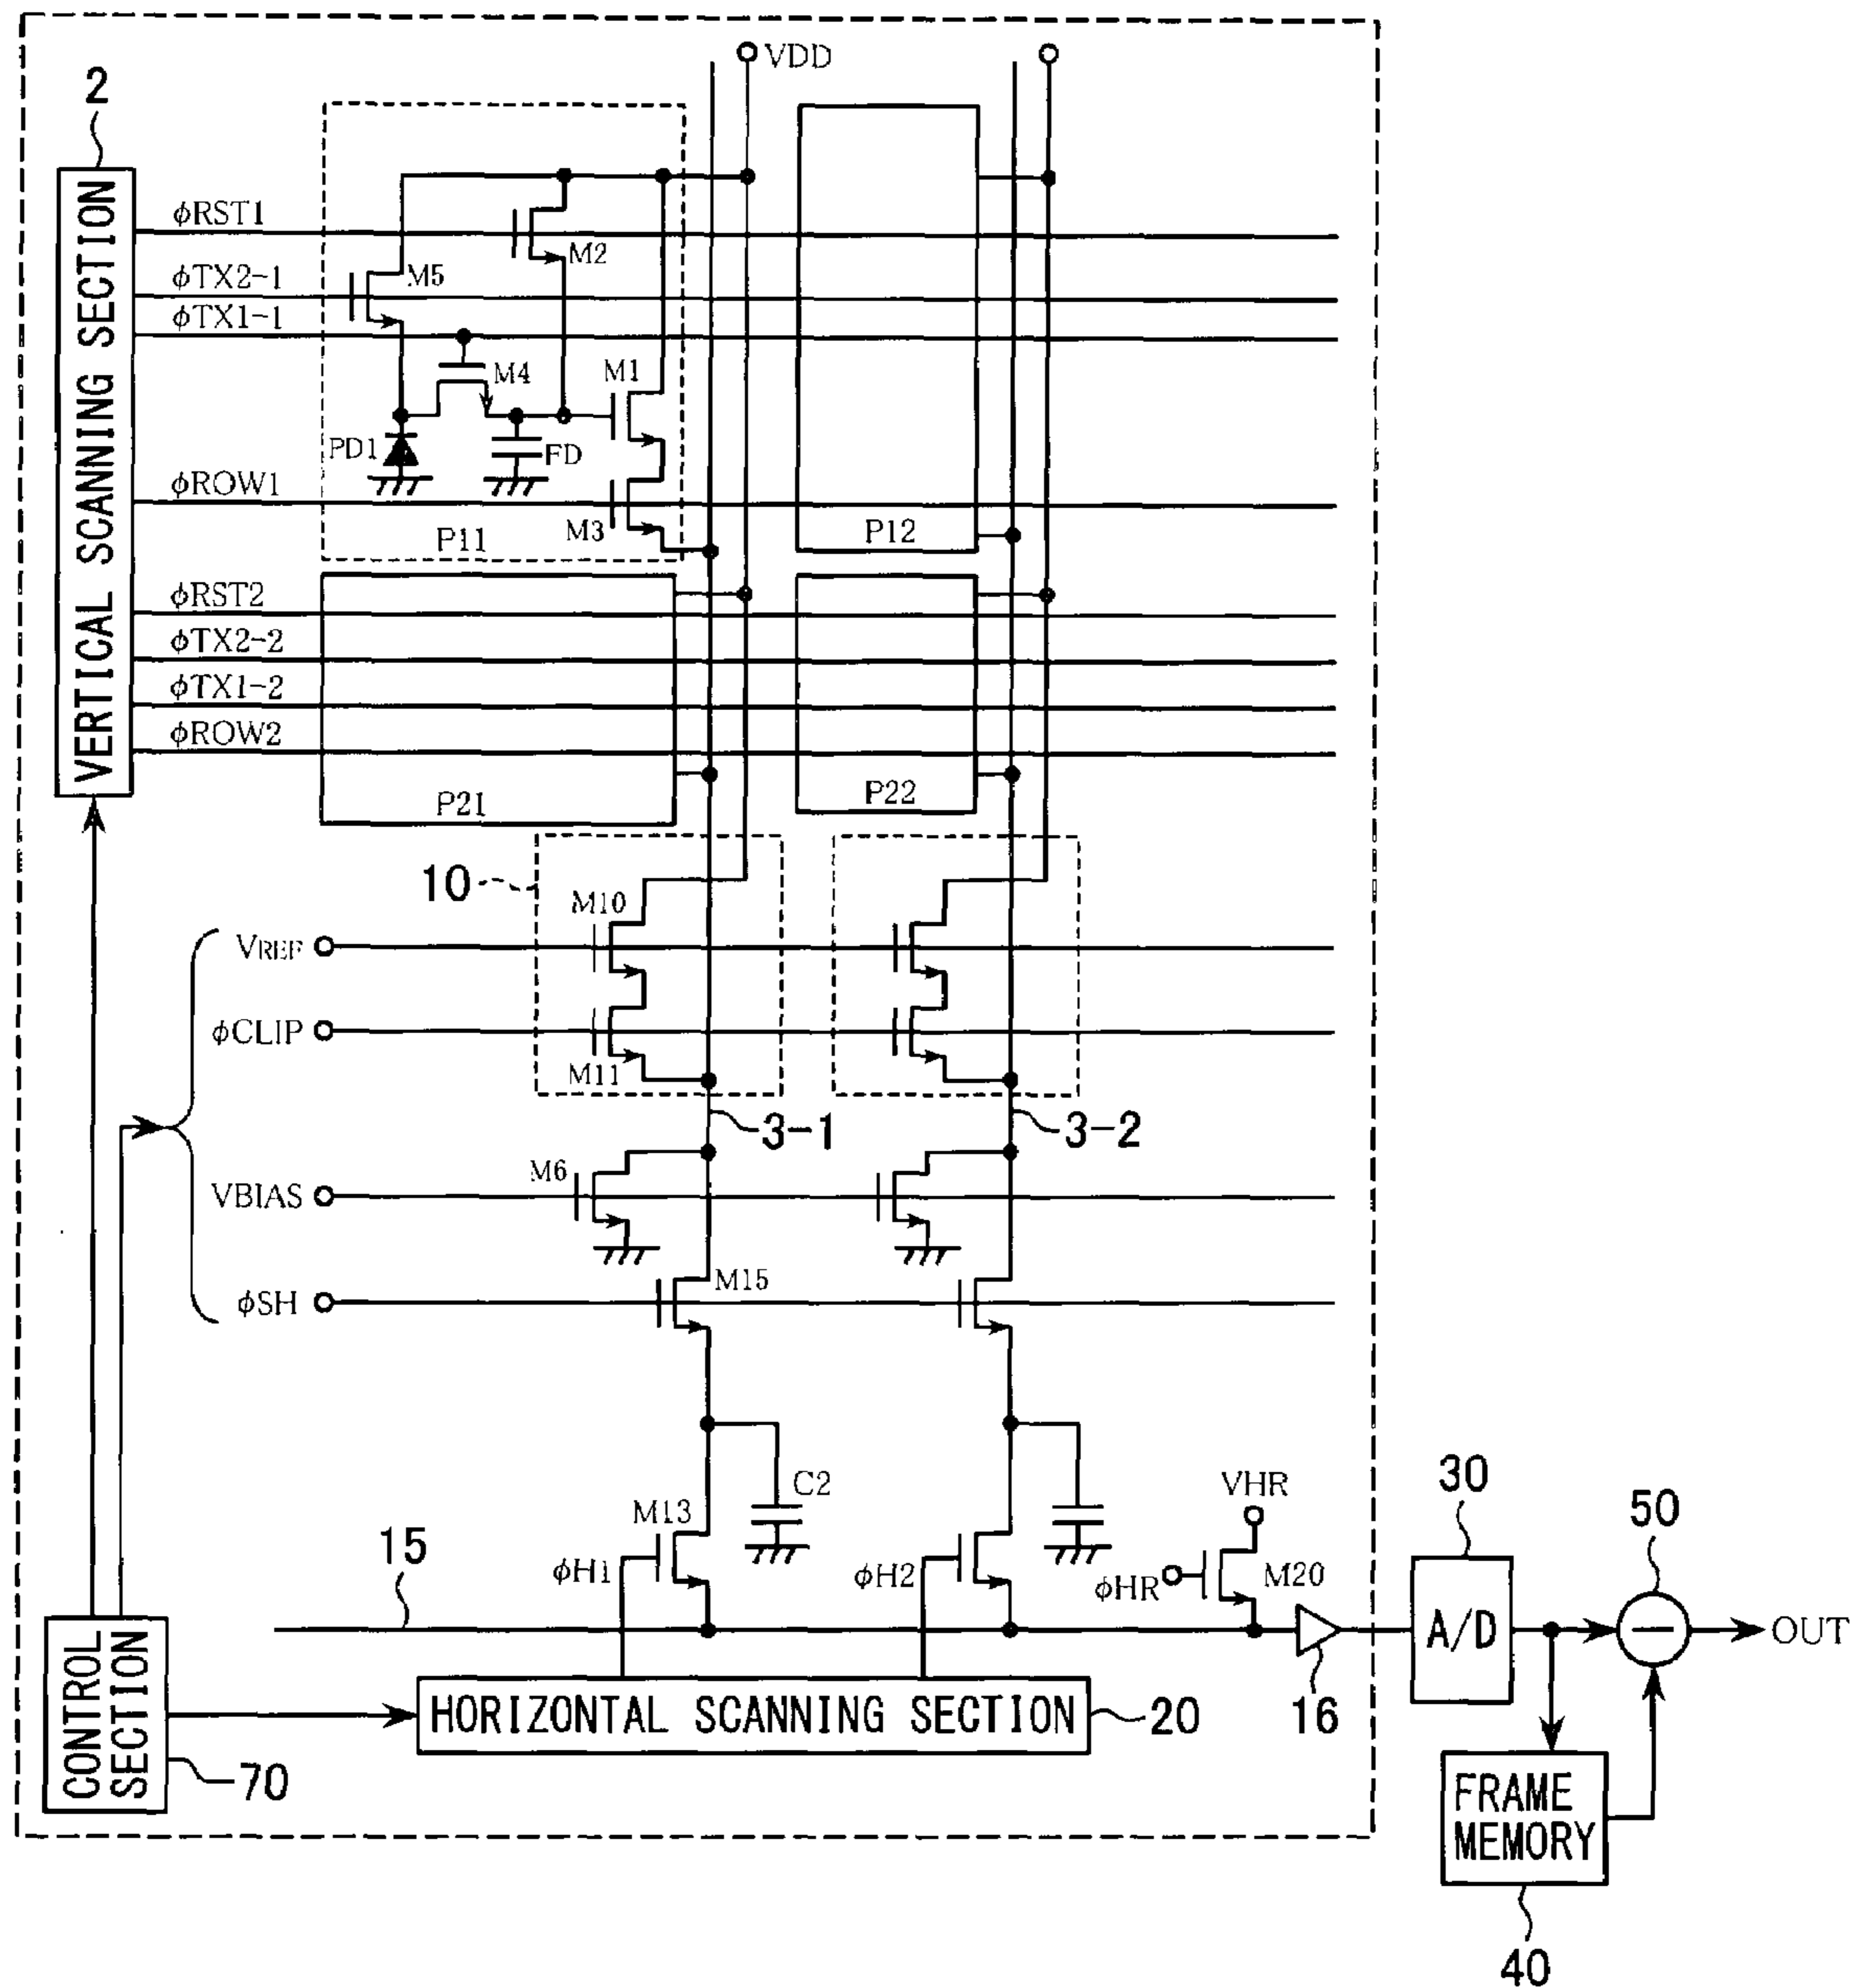 VDD
2
VERTICAL SCANNING SECTION
φRST1
M2
φTX2-1
M5
φTX1-1
M4
M1
PD1
FD
φROW1
M3
P11
P12
φRST2
φTX2-2
φTX1-2
φROW2
P21
P22
10
M10
VREF
φCLIP
M11
3-1
3-2
M6
VBIAS
M15
φSH
C2
M13
VHR
30
50
15
φH1
φH2
φHR
M20
A/D
OUT
CONTROL SECTION
HORIZONTAL SCANNING SECTION
20
16
70
FRAME
MEMORY
40